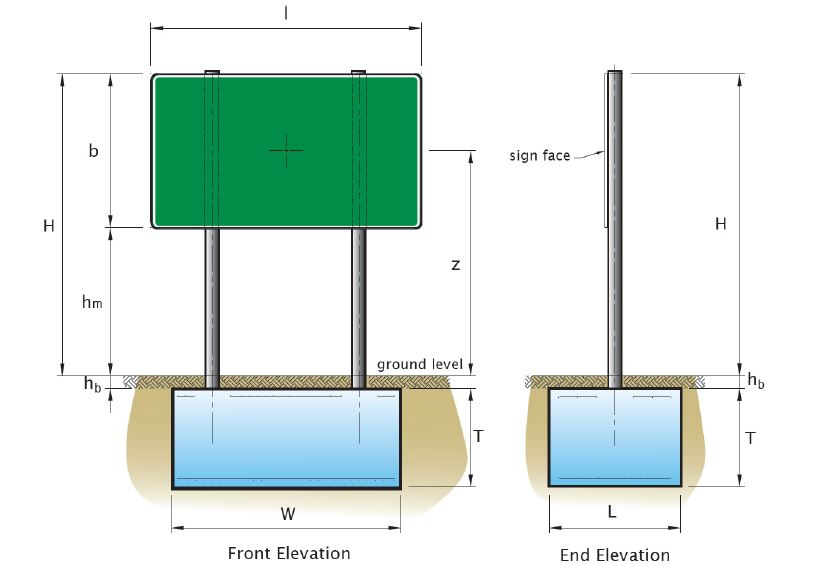 l
b
H
z
hm
ground level
hb
T
W
Front Elevation
sign face
H
hb
T
L
End Elevation